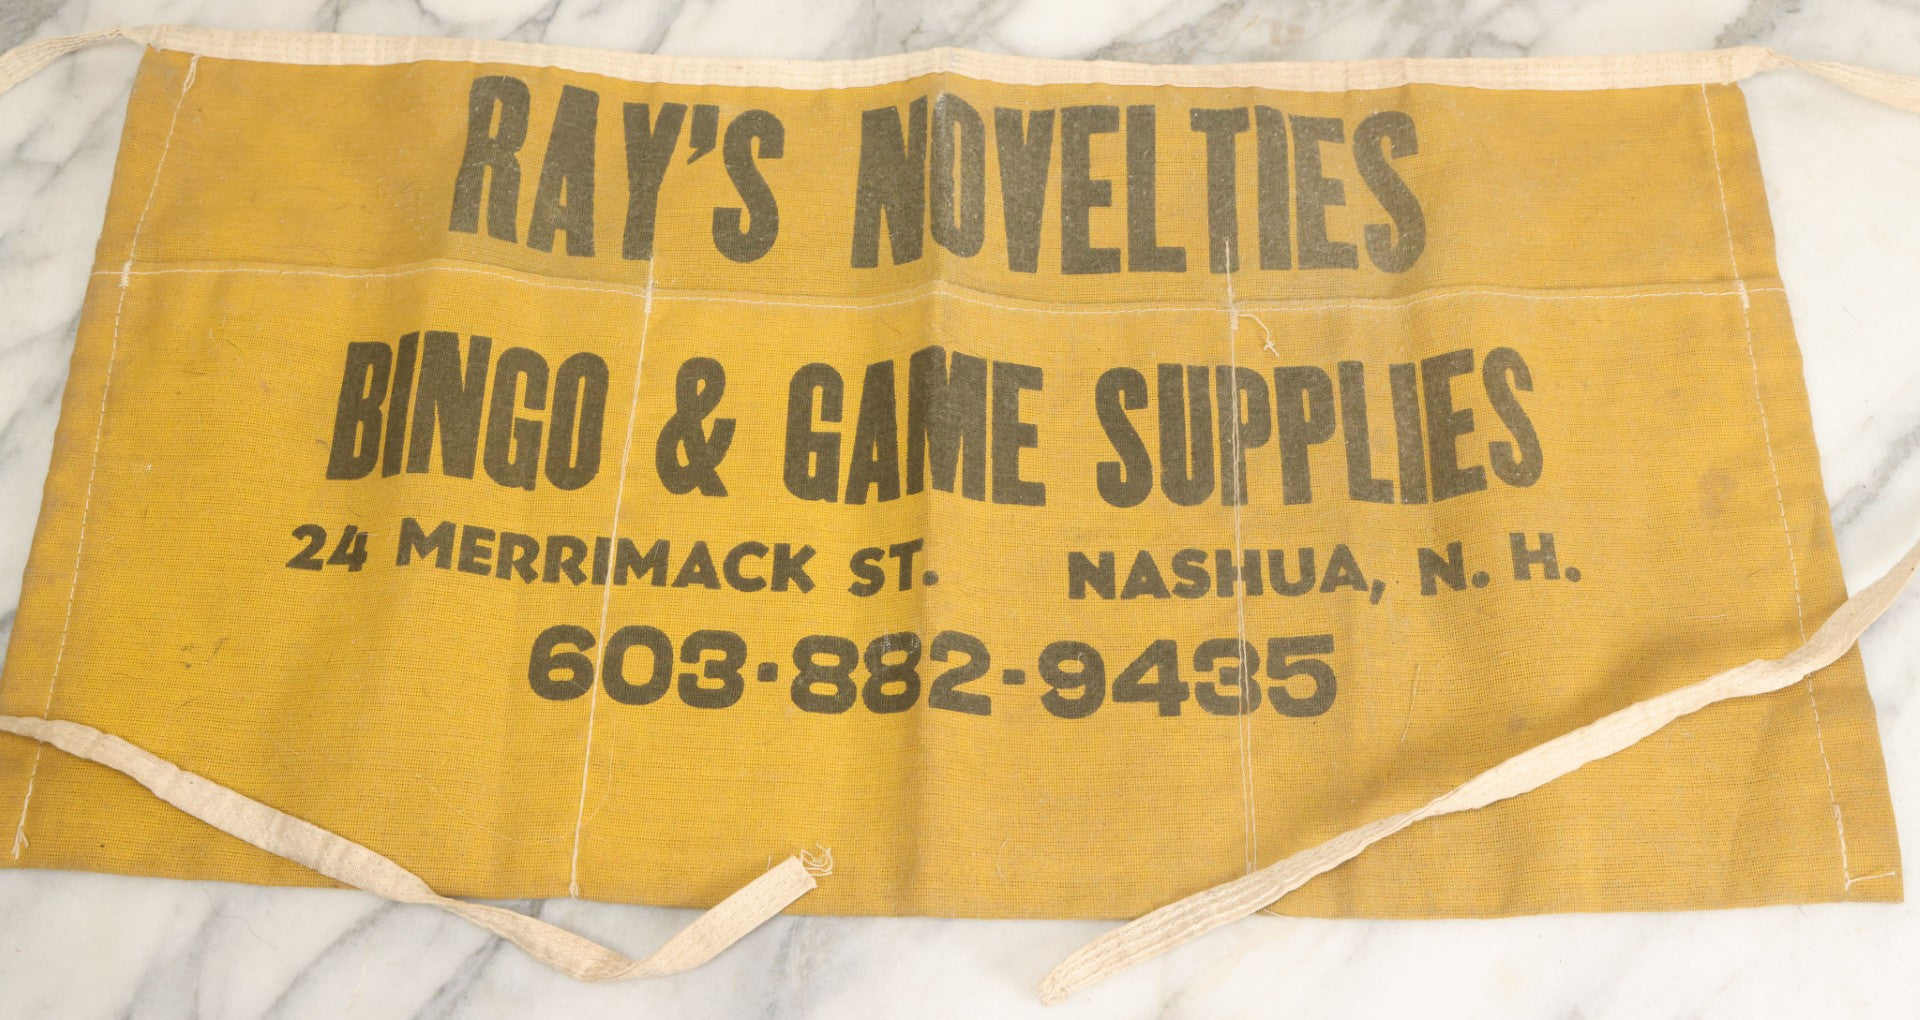 RAY'S NOVELTIES
BINGO & GAME SUPPLIES
24 MERRIMACK ST. NASHUA, N. H.
603·882-9435